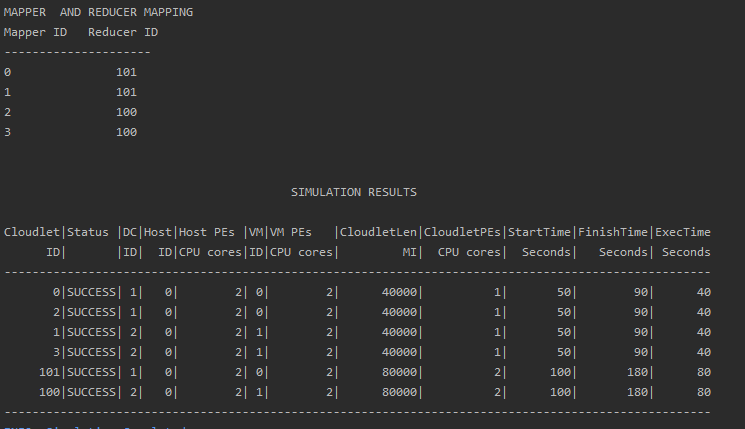 MAPPER  AND REDUCER MAPPING
Mapper ID   Reducer ID
---------------------
0               101
1               101
2               100
3               100
SIMULATION RESULTS
Cloudlet|Status |DC|Host|Host PEs |VM|VM PEs   |CloudletLen|CloudletPEs|StartTime|FinishTime|ExecTime
      ID|       |ID|  ID|CPU cores|ID|CPU cores|         MI|  CPU cores|  Seconds|   Seconds| Seconds
-----------------------------------------------------------------------------------------------------
       0|SUCCESS| 1|   0|        2| 0|        2|      40000|          1|       50|        90|      40
       2|SUCCESS| 1|   0|        2| 0|        2|      40000|          1|       50|        90|      40
       1|SUCCESS| 2|   0|        2| 1|        2|      40000|          1|       50|        90|      40
       3|SUCCESS| 2|   0|        2| 1|        2|      40000|          1|       50|        90|      40
     101|SUCCESS| 1|   0|        2| 0|        2|      80000|          2|      100|       180|      80
     100|SUCCESS| 2|   0|        2| 1|        2|      80000|          2|      100|       180|      80
-----------------------------------------------------------------------------------------------------